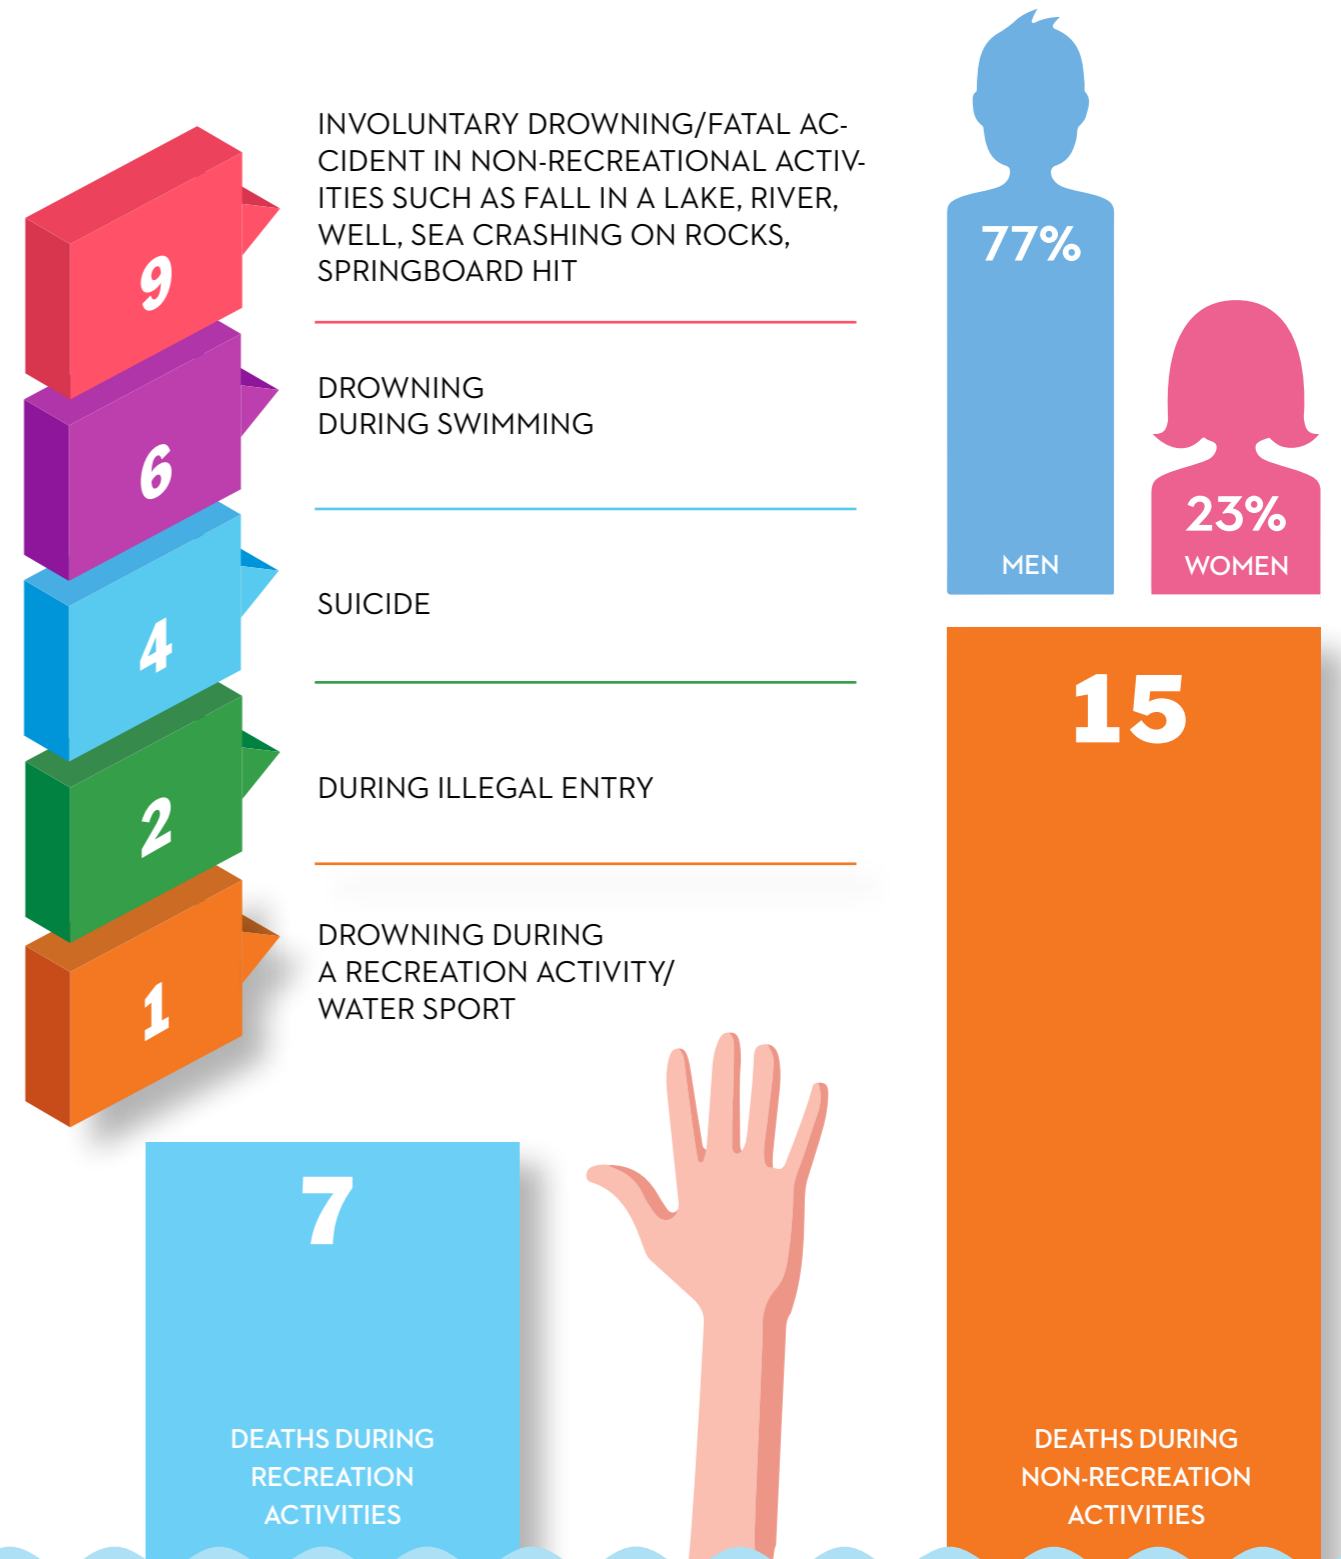 9
INVOLUNTARY DROWNING/FATAL AC-
CIDENT IN NON-RECREATIONAL ACTIV-
ITIES SUCH AS FALL IN A LAKE, RIVER,
WELL, SEA CRASHING ON ROCKS,
SPRINGBOARD HIT
6
DROWNING
DURING SWIMMING
4
SUICIDE
2
DURING ILLEGAL ENTRY
1
DROWNING DURING
A RECREATION ACTIVITY/
WATER SPORT
77%
MEN
23%
WOMEN
7
DEATHS DURING
RECREATION
ACTIVITIES
15
DEATHS DURING
NON-RECREATION
ACTIVITIES